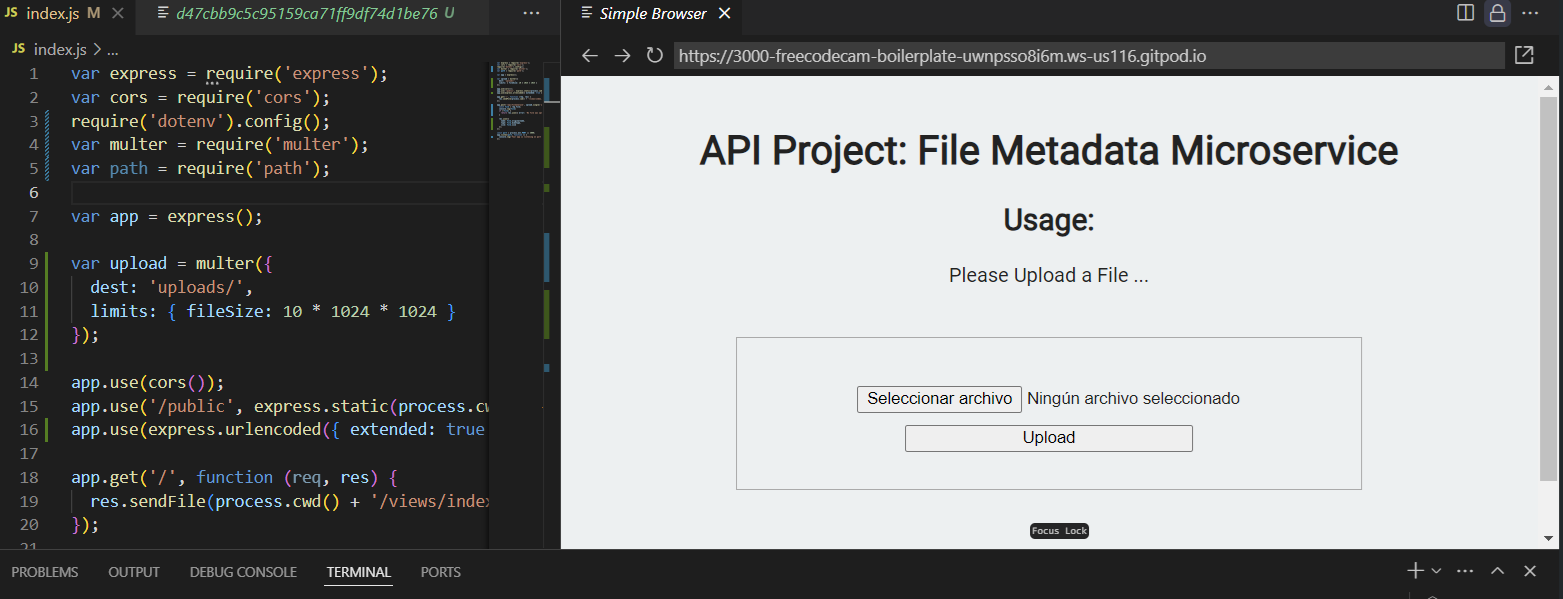 JS index.js M
d47cbb9c5c95159ca71ff9df74d1be76 U
JS index.js > ...
1 var express = require('express');
2 var cors = require('cors');
3 require('dotenv').config();
4 var multer = require('multer');
5 var path = require('path');
6
7 var app = express();
8
9 var upload = multer({
10 dest: 'uploads/',
11 limits: { fileSize: 10 * 1024 * 1024 }
12 });
13
14 app.use(cors());
15 app.use('/public', express.static(process.cw
16 app.use(express.urlencoded({ extended: true
17
18 app.get('/', function (req, res) {
19 res.sendFile(process.cwd() + '/views/index
20 });
21
Simple Browser
https://3000-freecodecam-boilerplate-uwnpsso8i6m.ws-us116.gitpod.io
API Project: File Metadata Microservice
Usage:
Please Upload a File ...
Seleccionar archivo Ningún archivo seleccionado
Upload
Focus Lock
PROBLEMS OUTPUT DEBUG CONSOLE TERMINAL PORTS